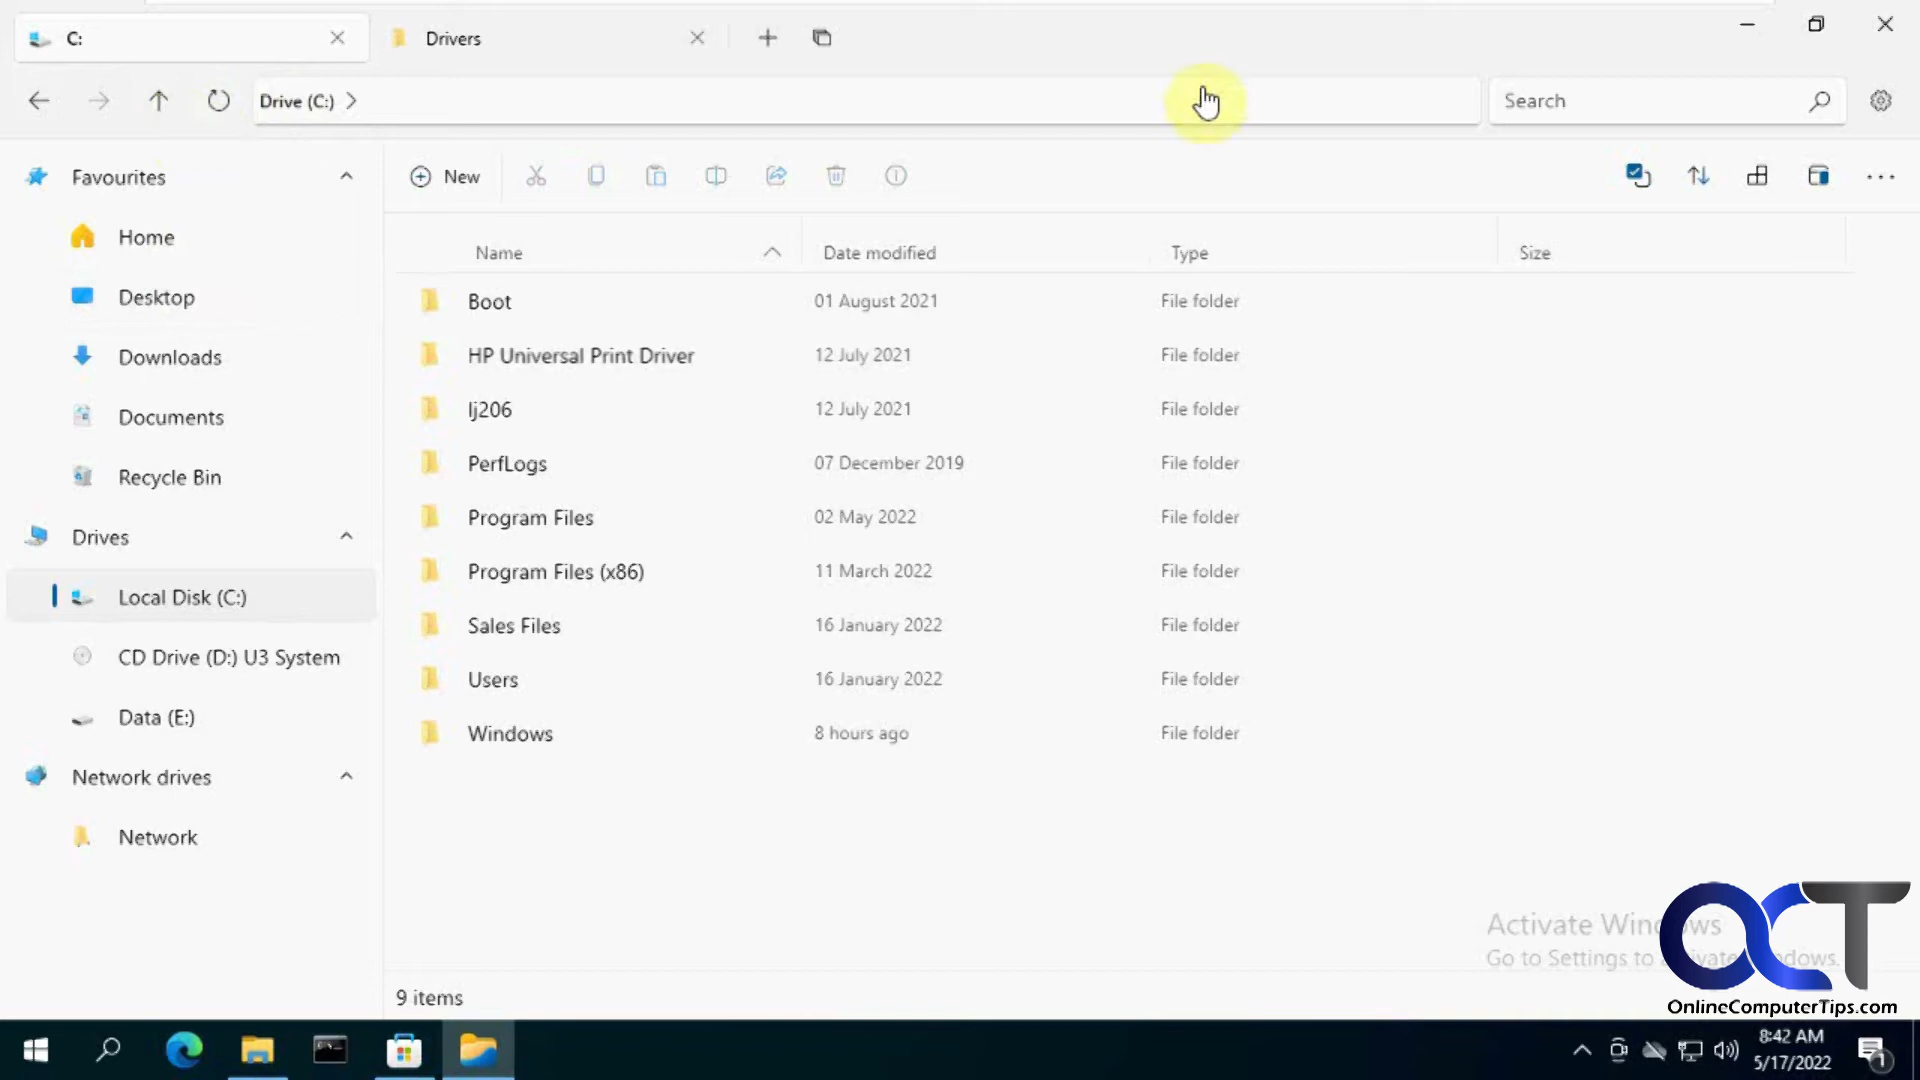 C:
Drivers
Drive (C:)
Search
Favourites
New
Name
Date modified
Type
Size
Home
Boot
01 August 2021
File folder
Desktop
HP Universal Print Driver
12 July 2021
File folder
Downloads
lj206
12 July 2021
File folder
Documents
PerfLogs
07 December 2019
File folder
Recycle Bin
Program Files
02 May 2022
File folder
Drives
Program Files (x86)
11 March 2022
File folder
Local Disk (C:)
Sales Files
16 January 2022
File folder
CD Drive (D:) U3 System
Users
16 January 2022
File folder
Data (E:)
Windows
8 hours ago
File folder
Network drives
Network
Activate Windows
Go to Settings to activate Windows.
OCT
OnlineComputerTips.com
9 items
8:42 AM
5/17/2022
1